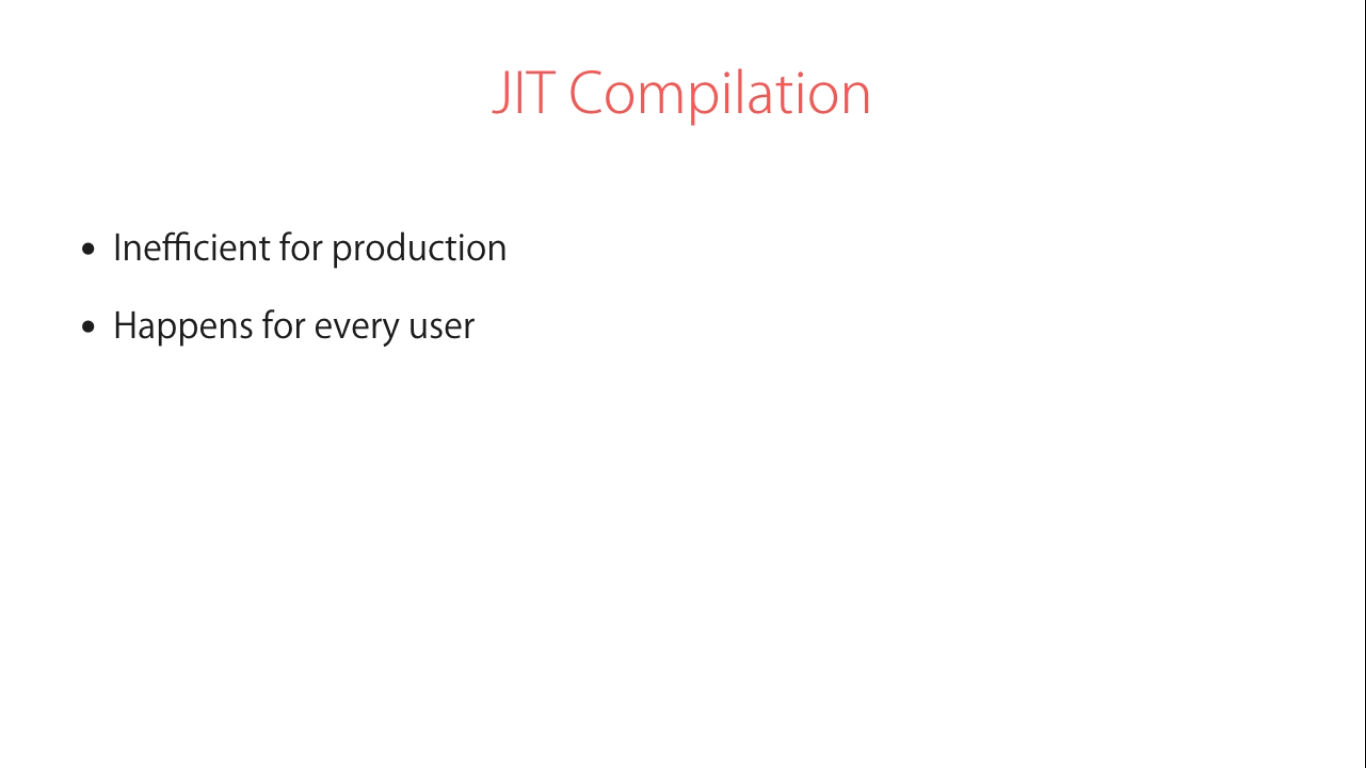 JIT Compilation
• Inefficient for production
• Happens for every user